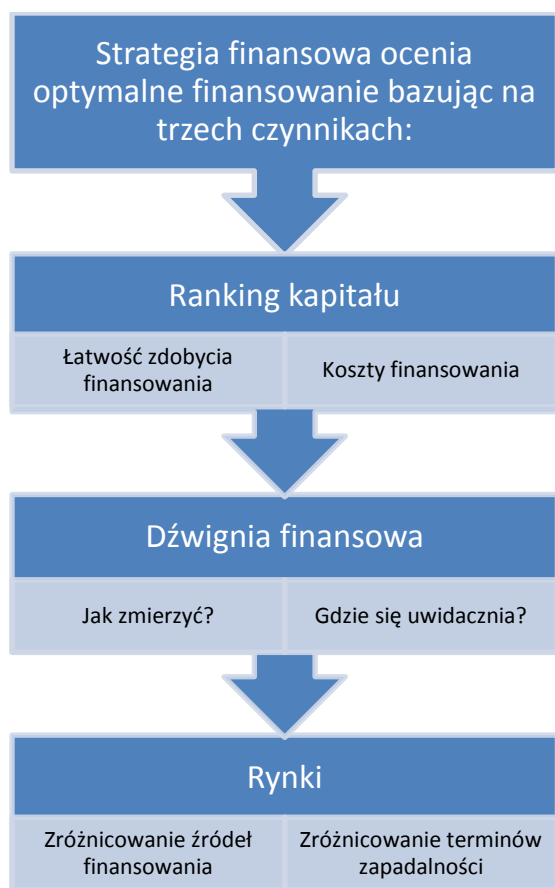 Strategia finansowa ocenia
optymalne finansowanie bazując na
trzech czynnikach:
Ranking kapitału
Łatwość zdobycia
finansowania
Koszty finansowania
Dźwignia finansowa
Jak zmierzyć?
Gdzie się uwidacznia?
Rynki
Zróżnicowanie źródeł
finansowania
Zróżnicowanie terminów
zapadalności